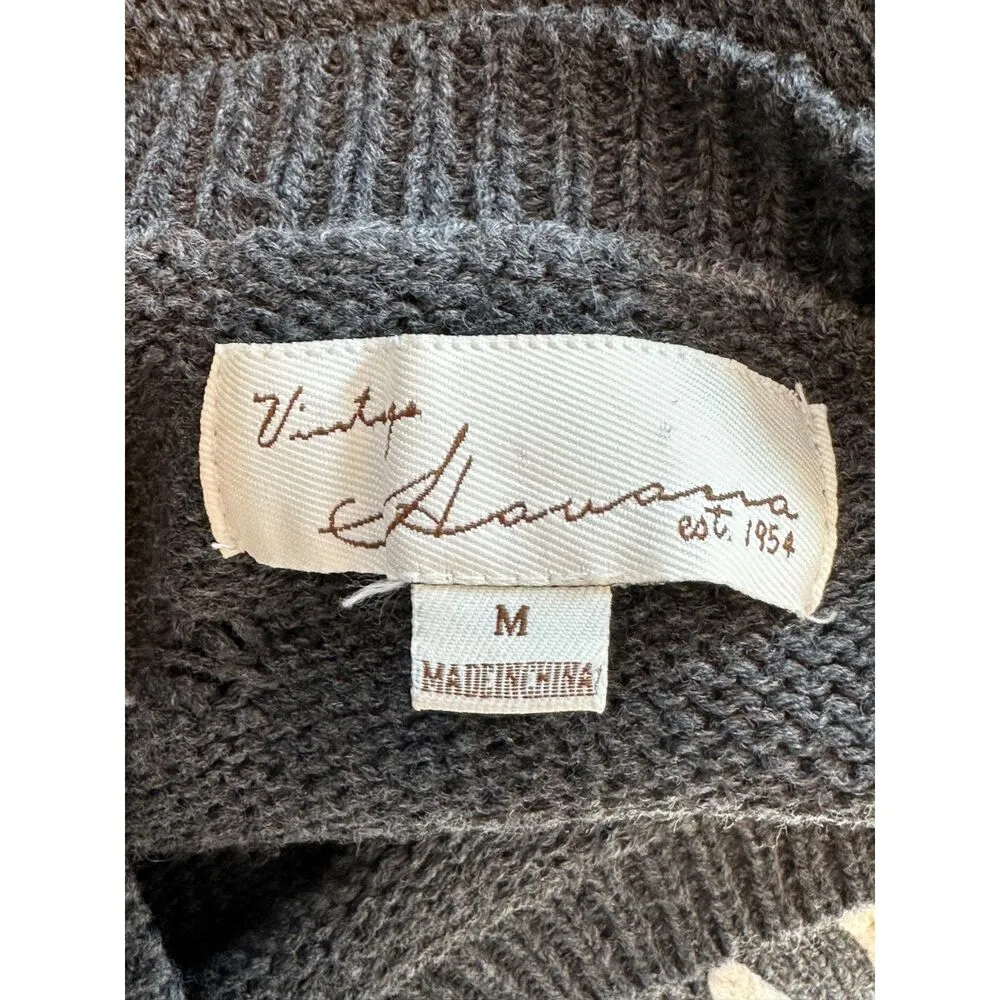 Vintage
Havana
est. 1954
M
MADE IN CHINA